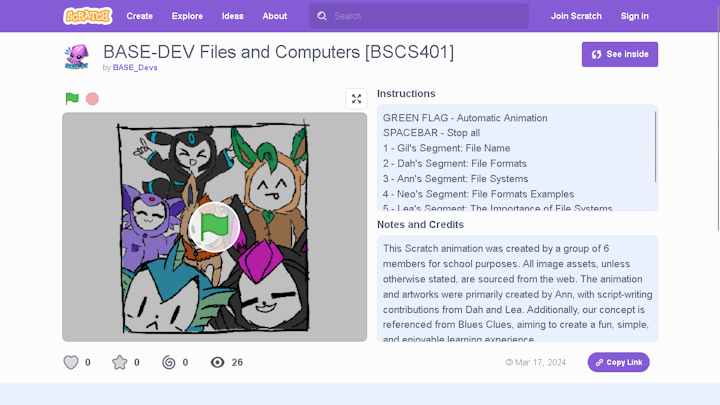 SCRATCH Create Explore Ideas About Search Join Scratch Sign in
BASE-DEV Files and Computers [BSCS401]
by BASE_Devs
See inside
Instructions
GREEN FLAG - Automatic Animation
SPACEBAR - Stop all
1 - Gil's Segment: File Name
2 - Dah's Segment: File Formats
3 - Ann's Segment: File Systems
4 - Neo's Segment: File Formats Examples
5 - Lea's Segment: The Importance of File Systems
Notes and Credits
This Scratch animation was created by a group of 6
members for school purposes. All image assets, unless
otherwise stated, are sourced from the web. The animation
and artworks were primarily created by Ann, with script-writing
contributions from Dah and Lea. Additionally, our concept is
referenced from Blues Clues, aiming to create a fun, simple,
and enjoyable learning experience.
0 0 0 26
© Mar 17, 2024
Copy Link